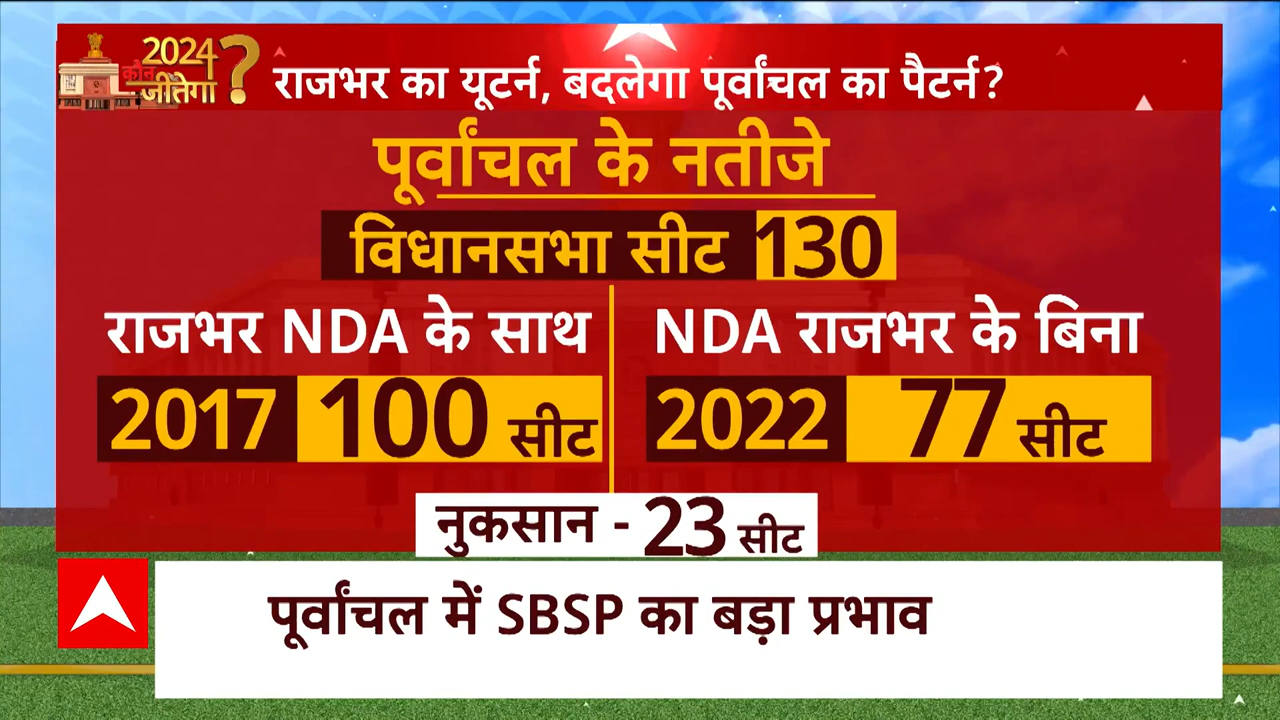 2024
कौन
जीतेगा ?
राजभर का यूटर्न, बदलेगा पूर्वांचल का पैटर्न?
पूर्वांचल के नतीजे
विधानसभा सीट 130
राजभर NDA के साथ
2017 100 सीट
NDA राजभर के बिना
2022 77 सीट
नुकसान - 23 सीट
पूर्वांचल में SBSP का बड़ा प्रभाव